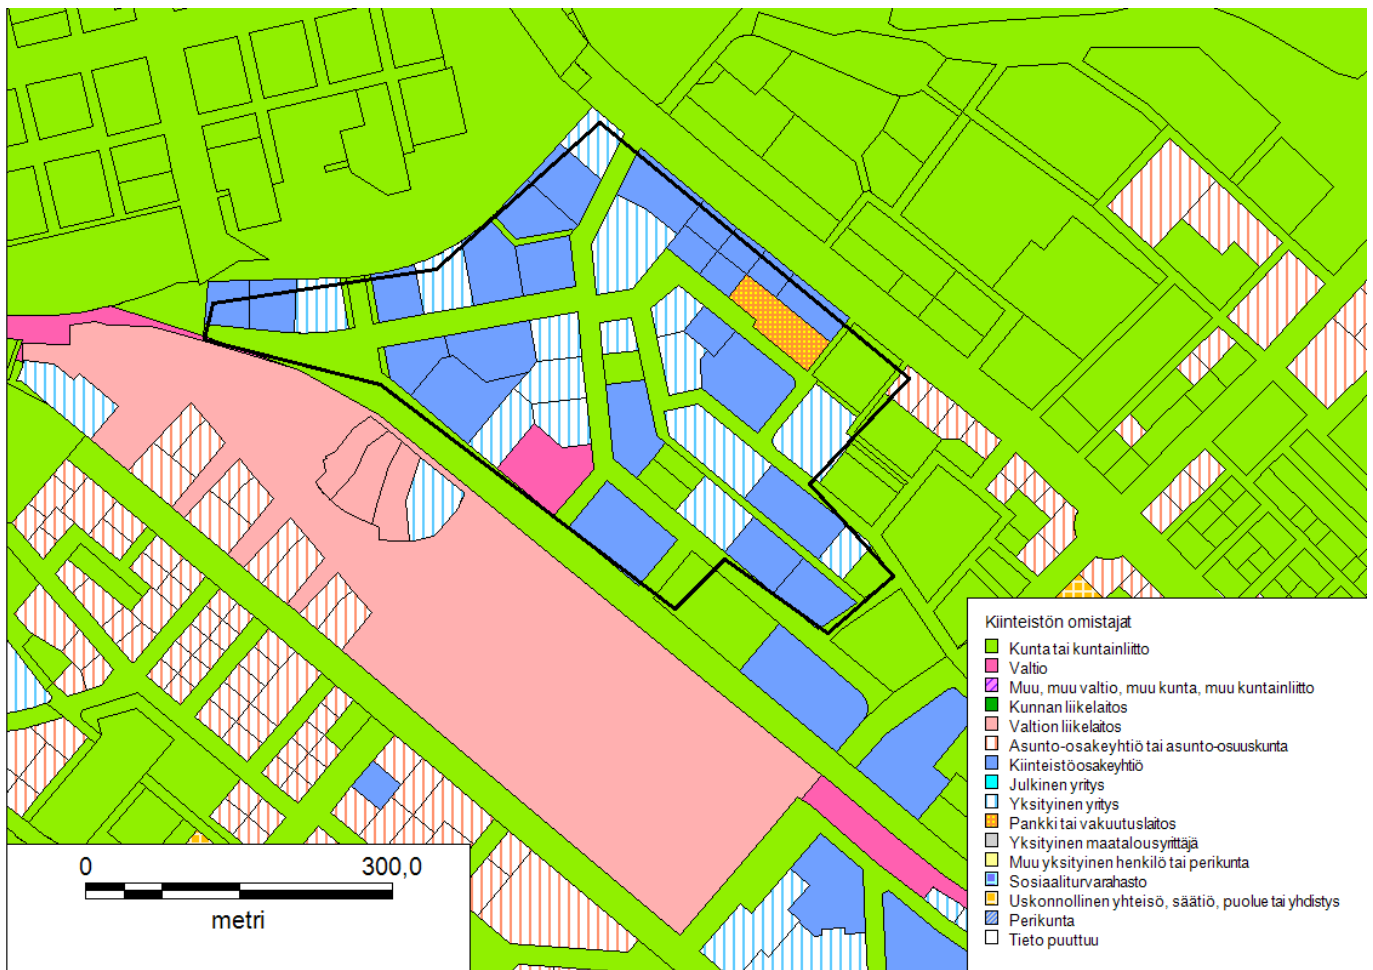 Kiinteistön omistajat
Kunta tai kuntainliitto
Valtio
Muu, muu valtio, muu kunta, muu kuntainliitto
Kunnan liikelaitos
Valtion liikelaitos
Asunto-osakeyhtiö tai asunto-osuuskunta
Kiinteistöosakeyhtiö
Julkinen yritys
Yksityinen yritys
Pankki tai vakuutuslaitos
Yksityinen maatalousyrittäjä
Muu yksityinen henkilö tai perikunta
Sosiaaliturvarahasto
Uskonnollinen yhteisö, säätiö, puolue tai yhdistys
Perikunta
Tieto puuttuu
0 300,0
metri